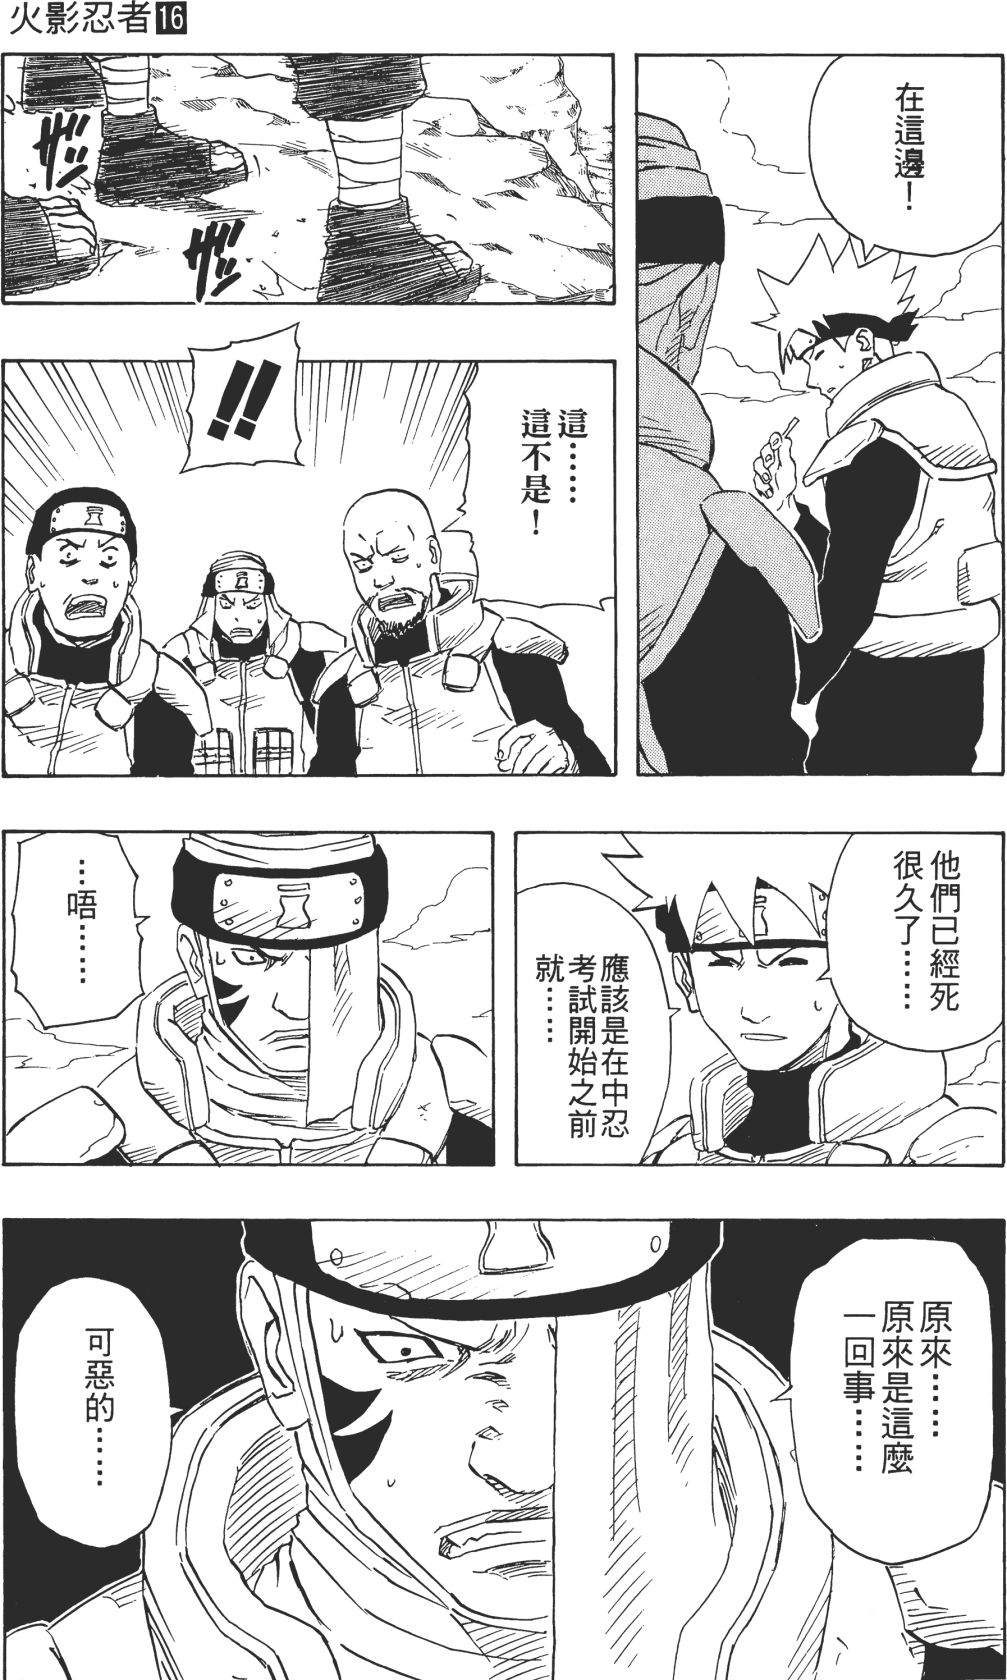 火影忍者16
在這邊！
ザッ
ザッ
這……
這不是！
!!
他們已經死
很久了……
應該是在中忍
考試開始之前
就……
…唔……
原來……
原來是這麼
一回事……
可惡的……